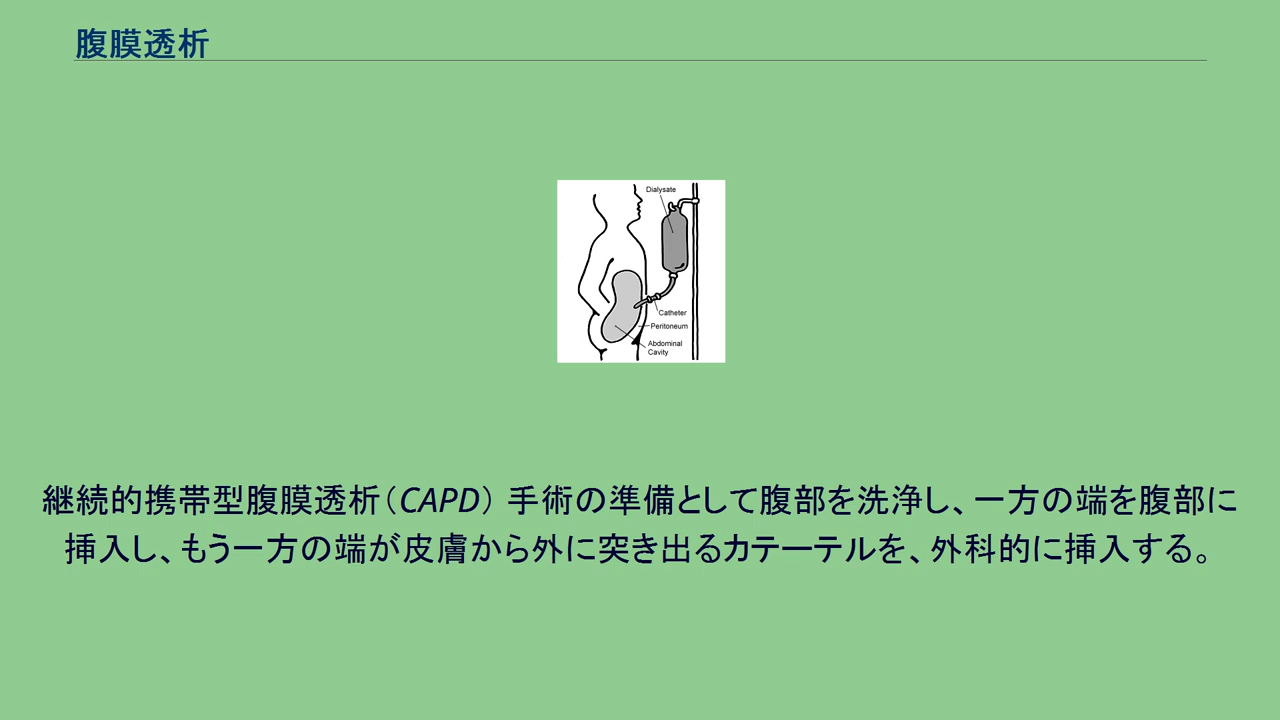 腹膜透析
Dialysate
Catheter
Peritoneum
Abdominal
Cavity
継続的携帯型腹膜透析(CAPD) 手術の準備として腹部を洗浄し、一方の端を腹部に
挿入し、もう一方の端が皮膚から外に突き出るカテーテルを、外科的に挿入する。